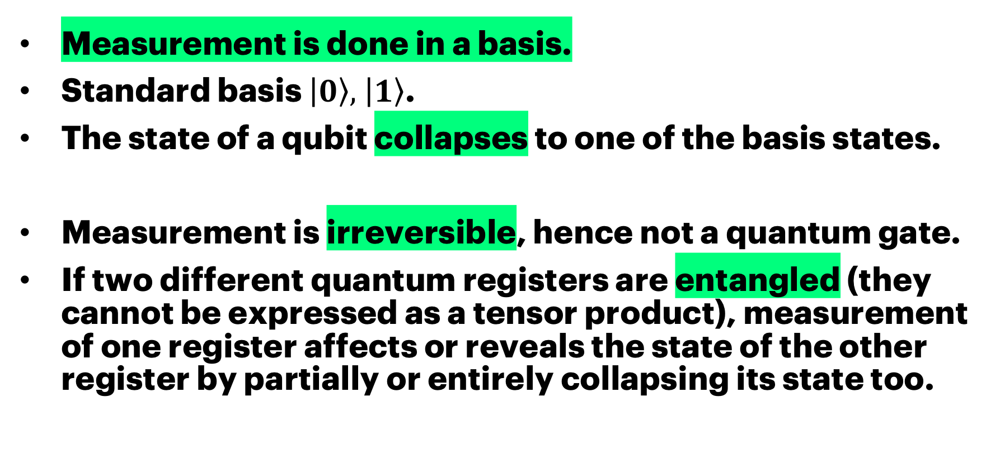 • Measurement is done in a basis.
• Standard basis |0⟩, |1⟩.
• The state of a qubit collapses to one of the basis states.
• Measurement is irreversible, hence not a quantum gate.
• If two different quantum registers are entangled (they
cannot be expressed as a tensor product), measurement
of one register affects or reveals the state of the other
register by partially or entirely collapsing its state too.